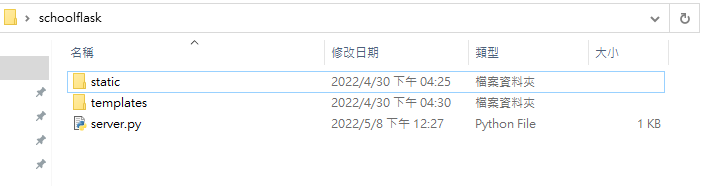 schoolflask
名稱 修改日期 類型 大小
static 2022/4/30 下午 04:25 檔案資料夾
templates 2022/4/30 下午 04:30 檔案資料夾
server.py 2022/5/8 下午 12:27 Python File 1 KB